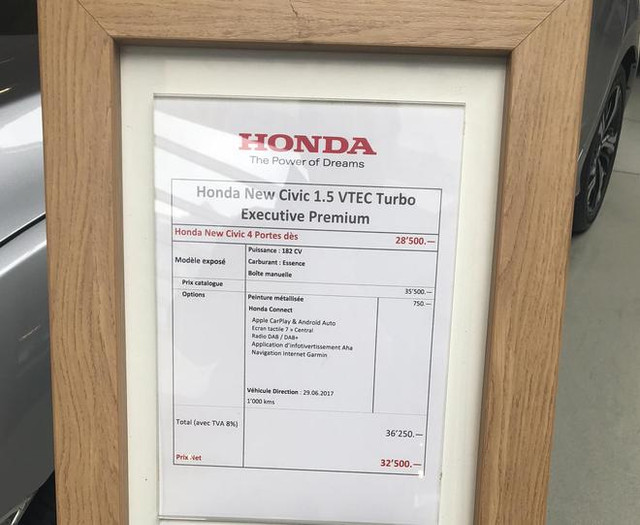 HONDA
The Power of Dreams
Honda New Civic 1.5 VTEC Turbo
Executive Premium
Honda New Civic 4 Portes dès 28'500.—
Modèle exposé
Puissance : 182 CV
Carburant : Essence
Boîte manuelle
Prix catalogue 35'500.—
Options
Peinture métallisée 750.—
Honda Connect
Apple CarPlay & Android Auto
Ecran tactile 7 » Central
Radio DAB / DAB+
Application d'infotivertissement Aha
Navigation Internet Garmin
Véhicule Direction : 29.06.2017
1'000 kms
Total (avec TVA 8%) 36'250.—
Prix Net 32'500.—